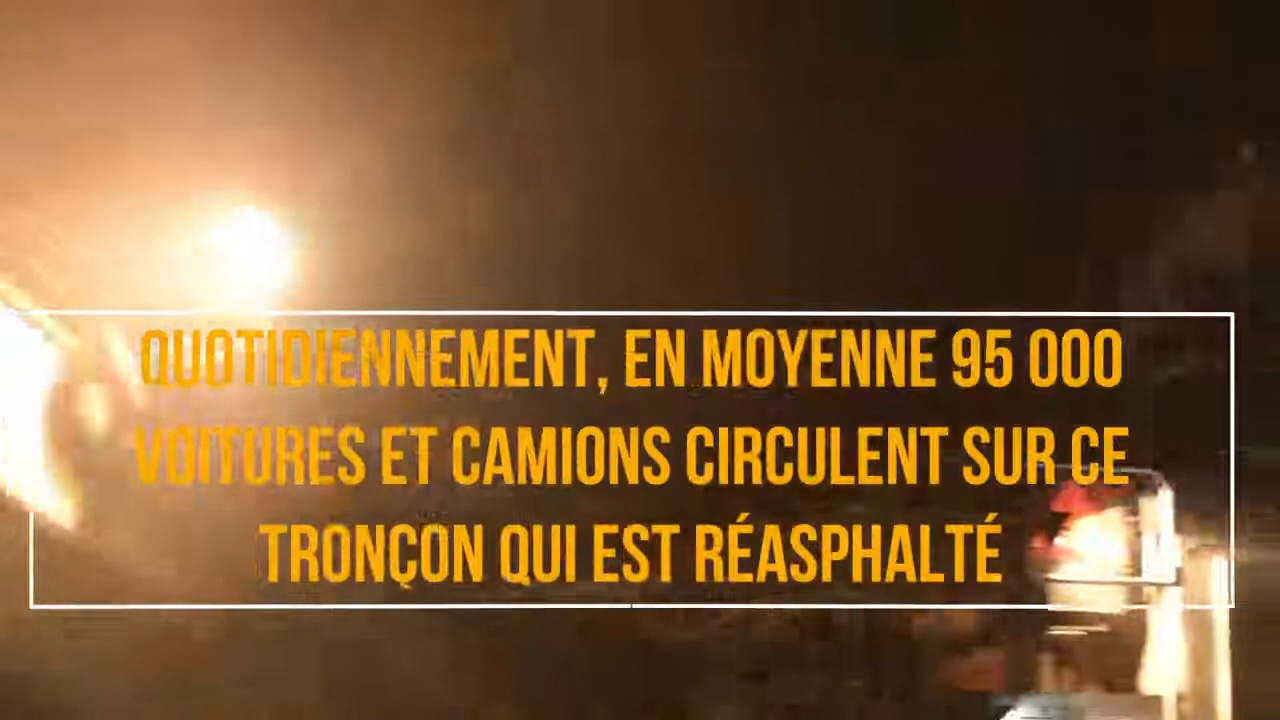 QUOTIDIENNEMENT, EN MOYENNE 95 000
VOITURES ET CAMIONS CIRCULENT SUR CE
TRONÇON QUI EST RÉASPHALTÉ